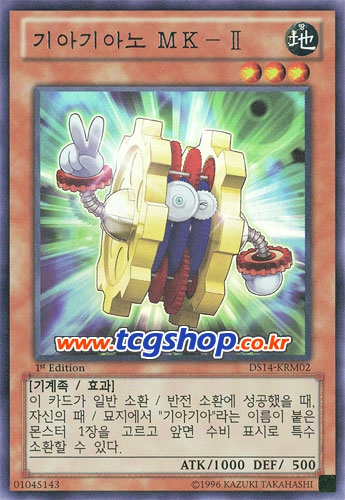 기아기아노 MK－Ⅱ
땅
地
www.tcgshop.co.kr
1st Edition DS14-KRM02
[기계족 / 효과]
이 카드가 일반 소환 / 반전 소환에 성공했을 때,
자신의 패 / 묘지에서 "기아기아"라는 이름이 붙은
몬스터 1장을 고르고 앞면 수비 표시로 특수
소환할 수 있다.
ATK/1000 DEF/ 500
01045143 ©1996 KAZUKI TAKAHASHI